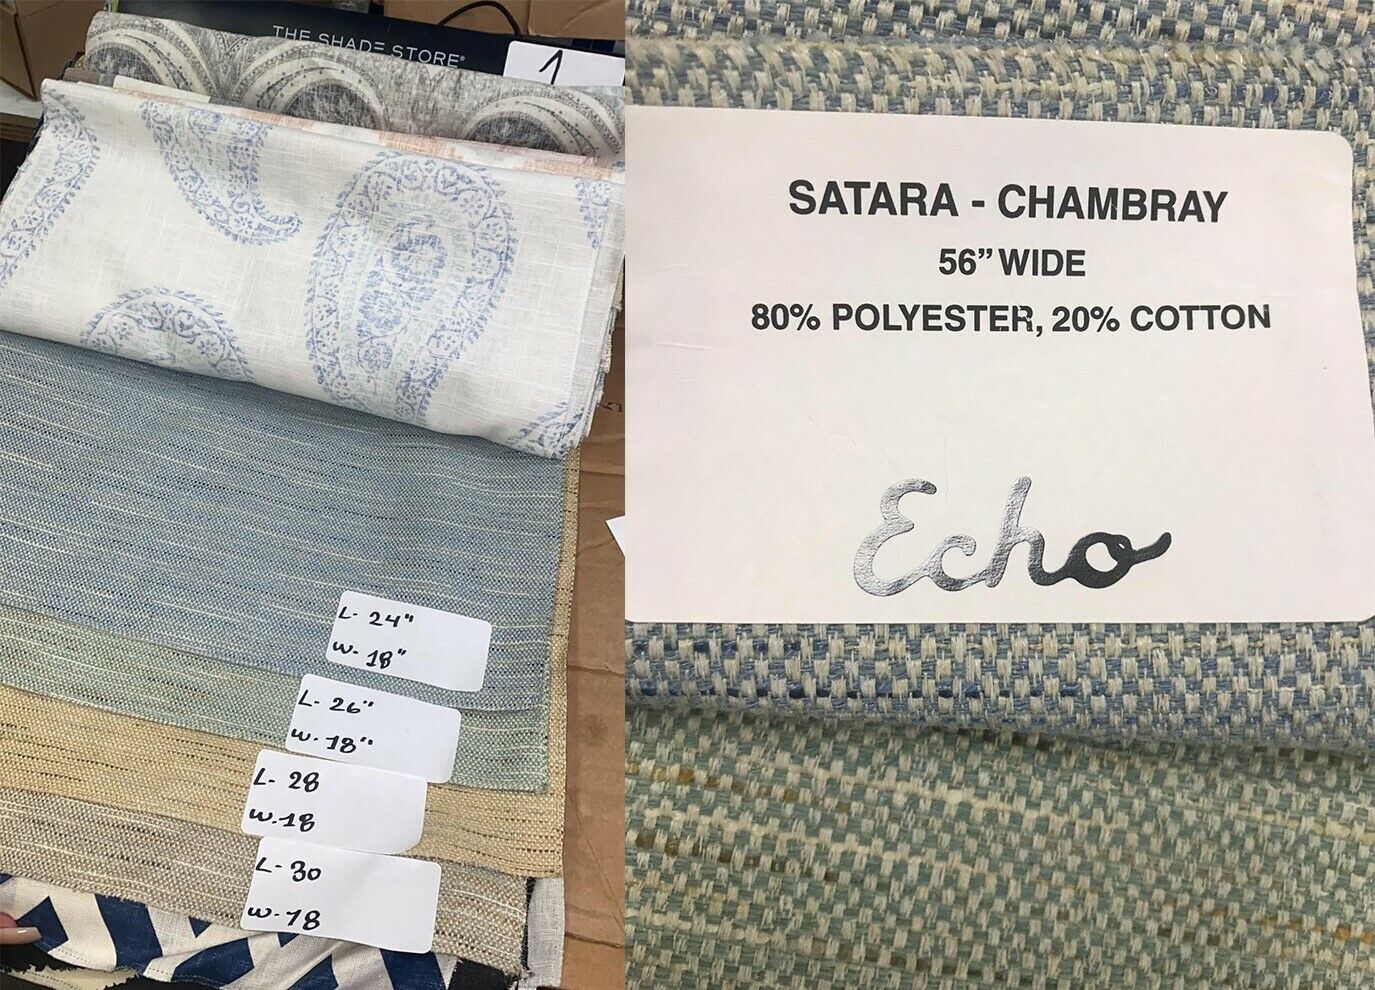 THE SHADE STORE®
1
L- 24"
W- 18"
L- 26"
W- 18"
L- 28
W- 18
L- 30
W- 18
SATARA - CHAMBRAY
56” WIDE
80% POLYESTER, 20% COTTON
Echo